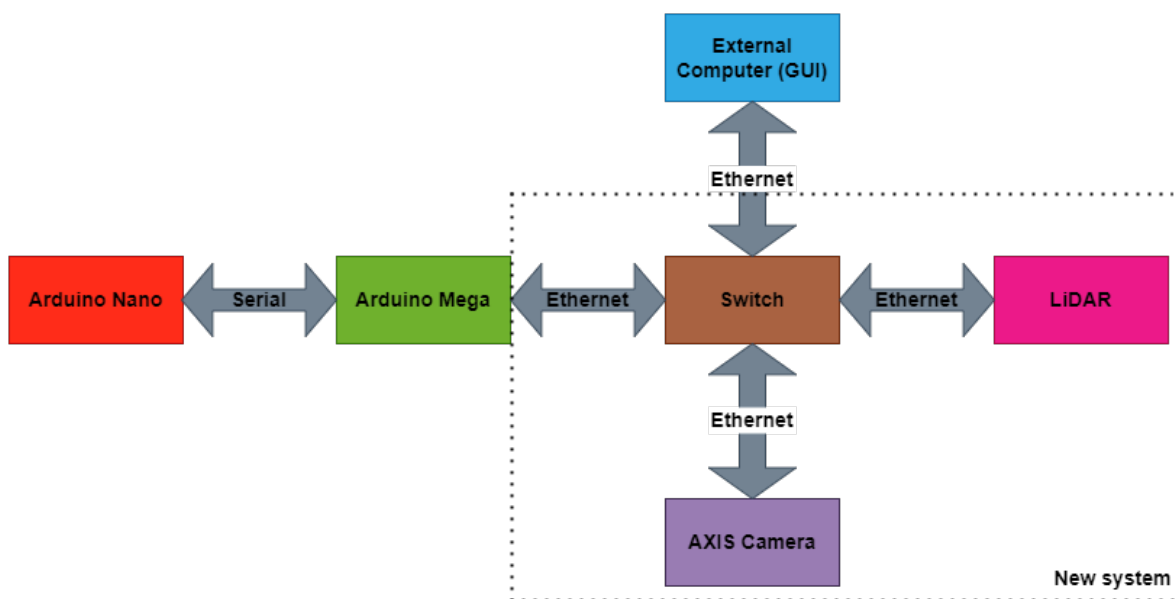 External
Computer (GUI)
Ethernet
Arduino Nano
Serial
Arduino Mega
Ethernet
Switch
Ethernet
LiDAR
Ethernet
AXIS Camera
New system